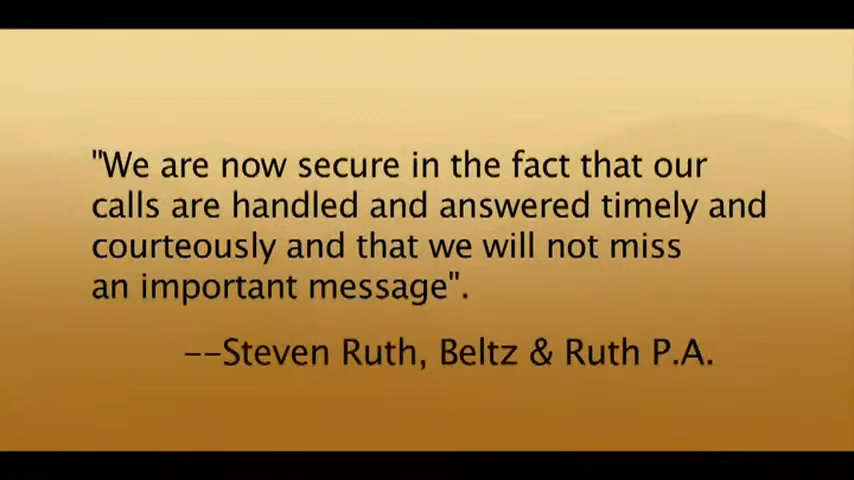 "We are now secure in the fact that our
calls are handled and answered timely and
courteously and that we will not miss
an important message".
--Steven Ruth, Beltz & Ruth P.A.